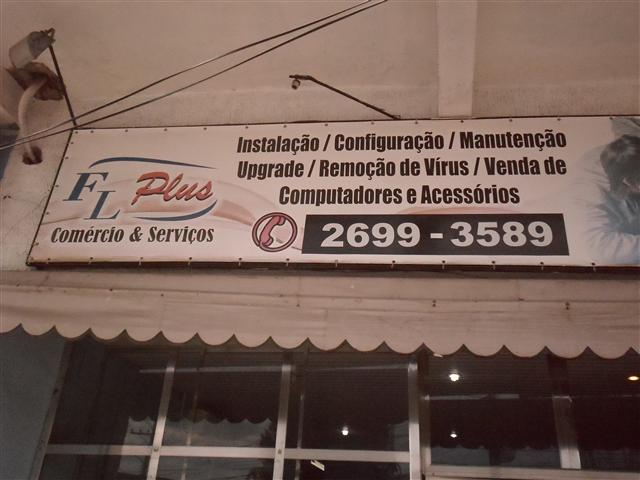 FL Plus
Comércio & Serviços
Instalação / Configuração / Manutenção
Upgrade / Remoção de Vírus / Venda de
Computadores e Acessórios
2699 - 3589